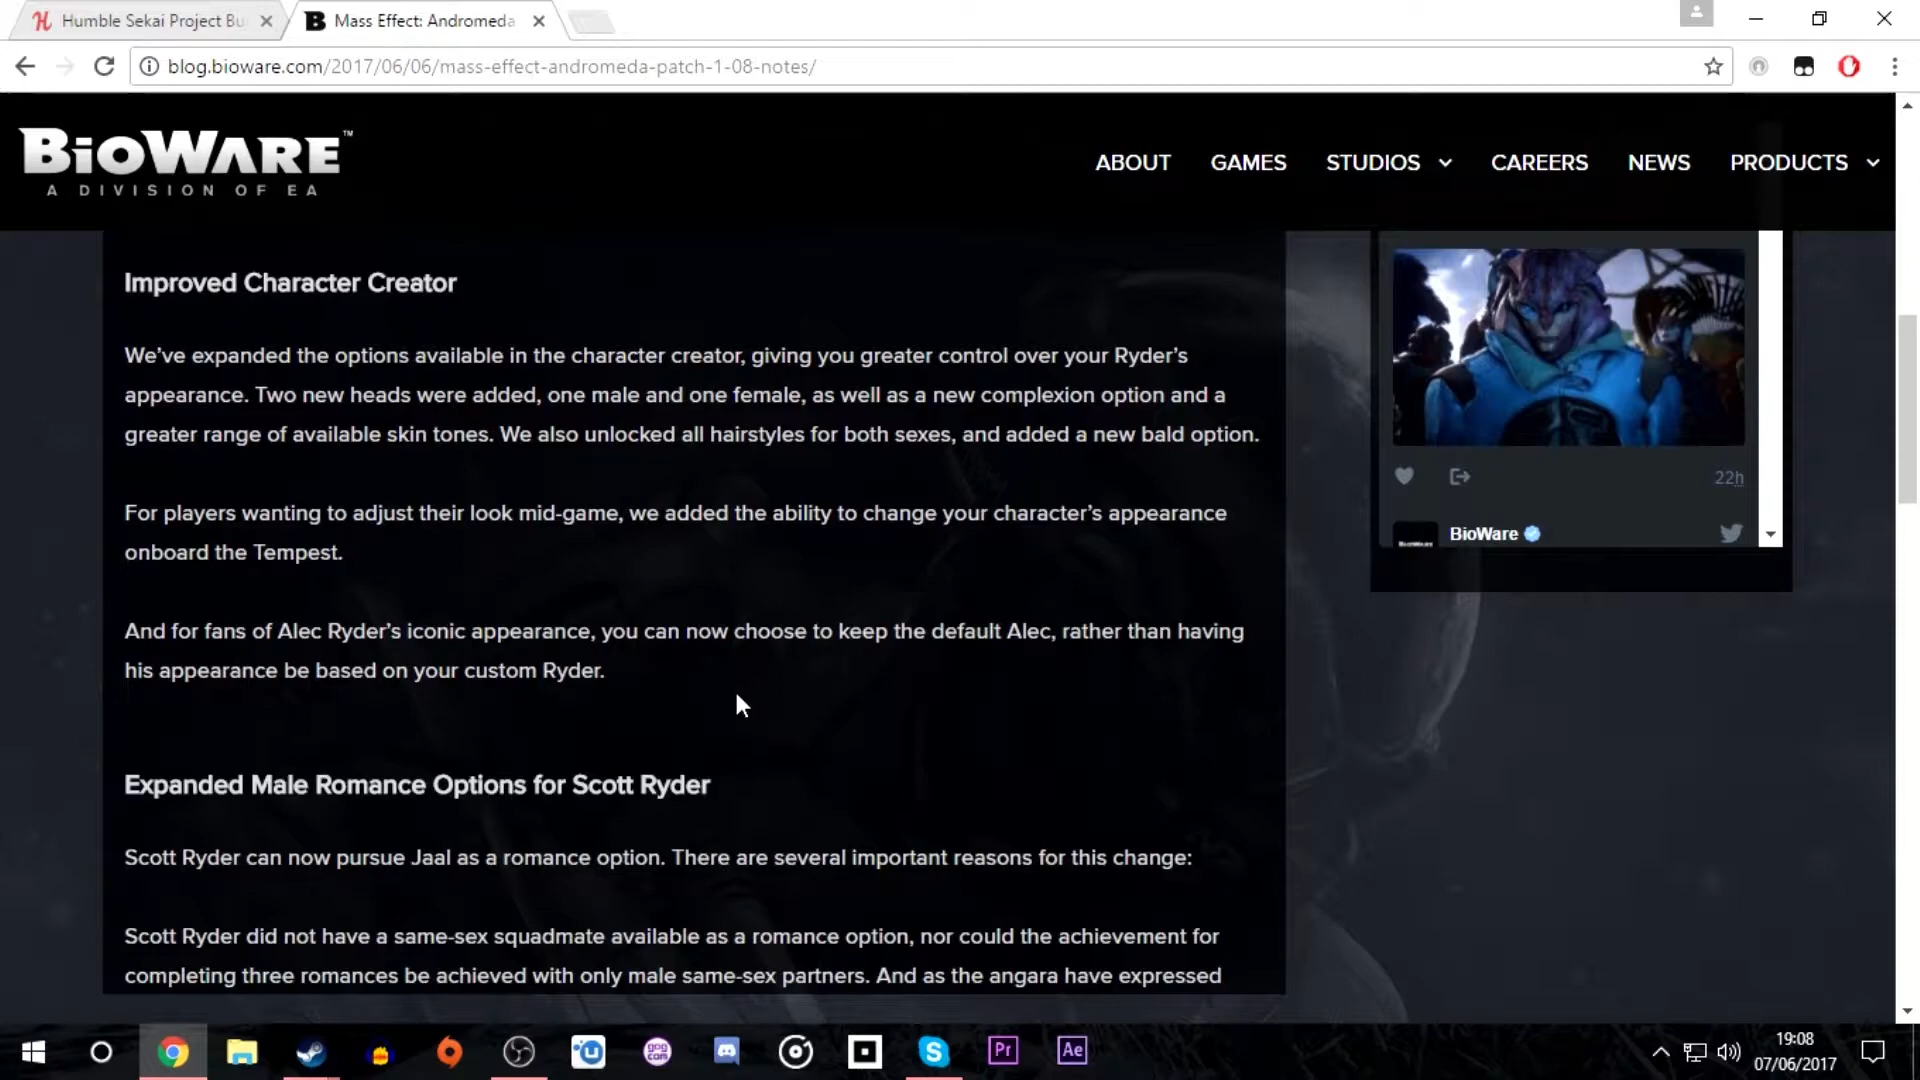 Humble Sekai Project Bu
Mass Effect: Andromeda
blog.bioware.com/2017/06/06/mass-effect-andromeda-patch-1-08-notes/
BIOWARE™
A DIVISION OF EA
ABOUT
GAMES
STUDIOS
CAREERS
NEWS
PRODUCTS
Improved Character Creator
We've expanded the options available in the character creator, giving you greater control over your Ryder's
appearance. Two new heads were added, one male and one female, as well as a new complexion option and a
greater range of available skin tones. We also unlocked all hairstyles for both sexes, and added a new bald option.
For players wanting to adjust their look mid-game, we added the ability to change your character's appearance
onboard the Tempest.
And for fans of Alec Ryder's iconic appearance, you can now choose to keep the default Alec, rather than having
his appearance be based on your custom Ryder.
Expanded Male Romance Options for Scott Ryder
Scott Ryder can now pursue Jaal as a romance option. There are several important reasons for this change:
Scott Ryder did not have a same-sex squadmate available as a romance option, nor could the achievement for
completing three romances be achieved with only male same-sex partners. And as the angara have expressed
22h
BioWare
gog
com
Pr
Ae
19:08
07/06/2017